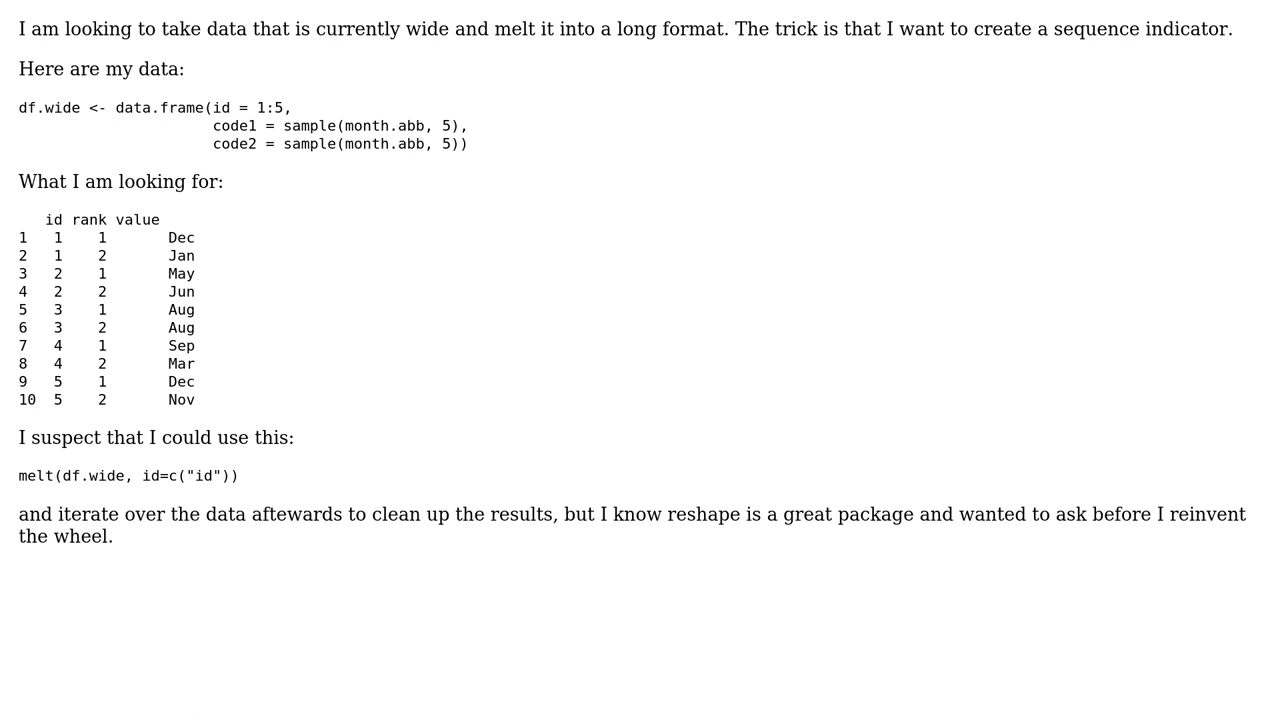 I am looking to take data that is currently wide and melt it into a long format. The trick is that I want to create a sequence indicator.
Here are my data:
df.wide <- data.frame(id = 1:5,
                      code1 = sample(month.abb, 5),
                      code2 = sample(month.abb, 5))
What I am looking for:
   id rank value
1   1    1       Dec
2   1    2       Jan
3   2    1       May
4   2    2       Jun
5   3    1       Aug
6   3    2       Aug
7   4    1       Sep
8   4    2       Mar
9   5    1       Dec
10  5    2       Nov
I suspect that I could use this:
melt(df.wide, id=c("id"))
and iterate over the data aftewards to clean up the results, but I know reshape is a great package and wanted to ask before I reinvent
the wheel.